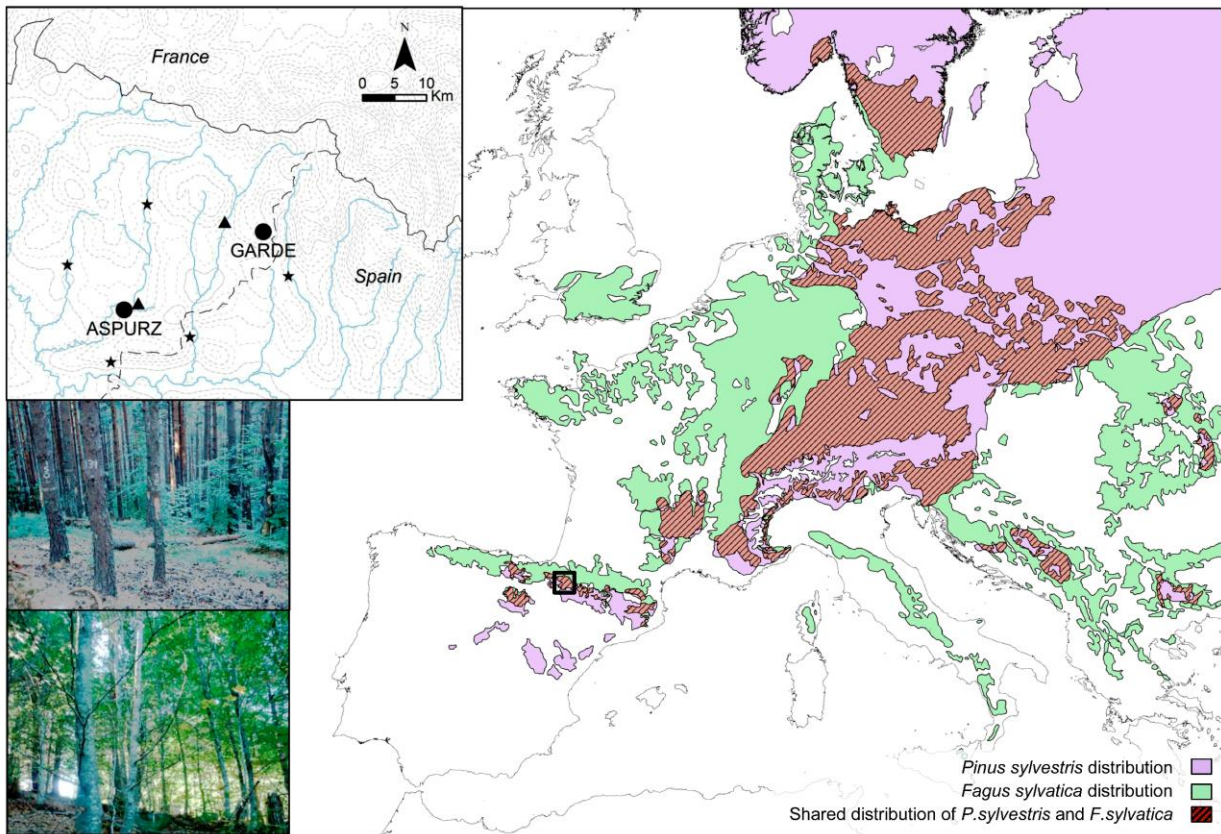 France
N
0 5 10
Km
GARDE
Spain
ASPURZ
Pinus sylvestris distribution
Fagus sylvatica distribution
Shared distribution of P.sylvestris and F.sylvatica